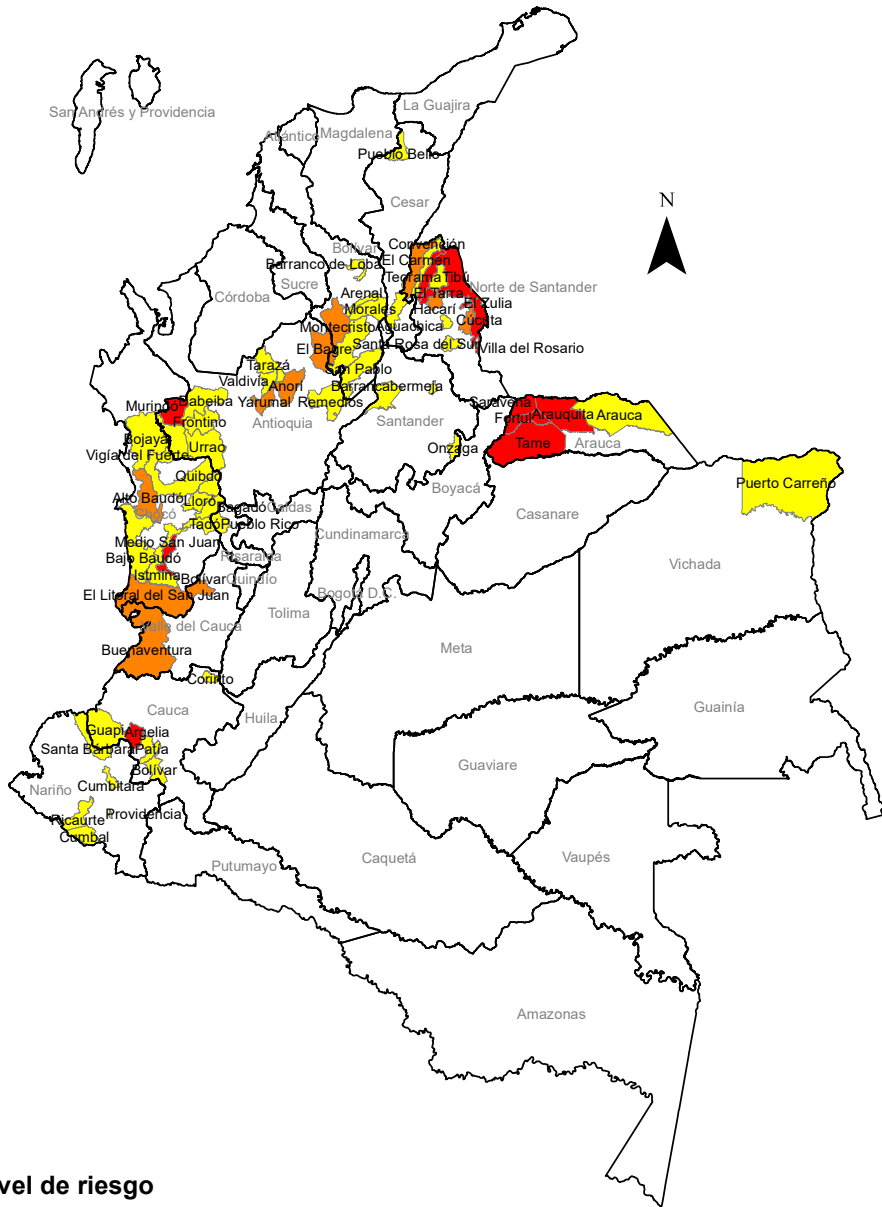 San Andrés y Providencia
La Guajira
Magdalena
Atlántico
Pueblo Bello
Cesar
N
Bolívar
Convención
El Carmen
Barranco de Loba
Teorama
Tibú
Norte de Santander
Sucre
Córdoba
Arenal
El Tarra
El Zulia
Morales
Hacarí
Cúcuta
Montecristo
Aguachica
Santa Rosa del Sur
Villa del Rosario
El Bagre
Tarazá
San Pablo
Valdivia
Anorí
Barrancabermeja
Yarumal
Remedios
Dabeiba
Murindó
Saravena
Frontino
Antioquia
Santander
Fortul
Arauquita
Arauca
Bojaya
Urrao
Tame
Arauca
Vigía del Fuerte
Onzaga
Quibdó
Boyacá
Puerto Carreño
Alto Baudó
Lloró
Chocó
Bagadó
Caldas
Casanare
Tadó
Pueblo Rico
Cundinamarca
Medio San Juan
Bajo Baudó
Risaralda
Vichada
Istmina
Bolívar
Quindío
El Litoral del San Juan
Bogotá D.C.
Tolima
Valle del Cauca
Buenaventura
Meta
Corinto
Cauca
Huila
Guainía
Guapi
Argelia
Santa Bárbara
Patía
Guaviare
Bolívar
Nariño
Cumbitara
Providencia
Ricaurte
Cumbal
Caquetá
Vaupés
Putumayo
Amazonas
vel de riesgo